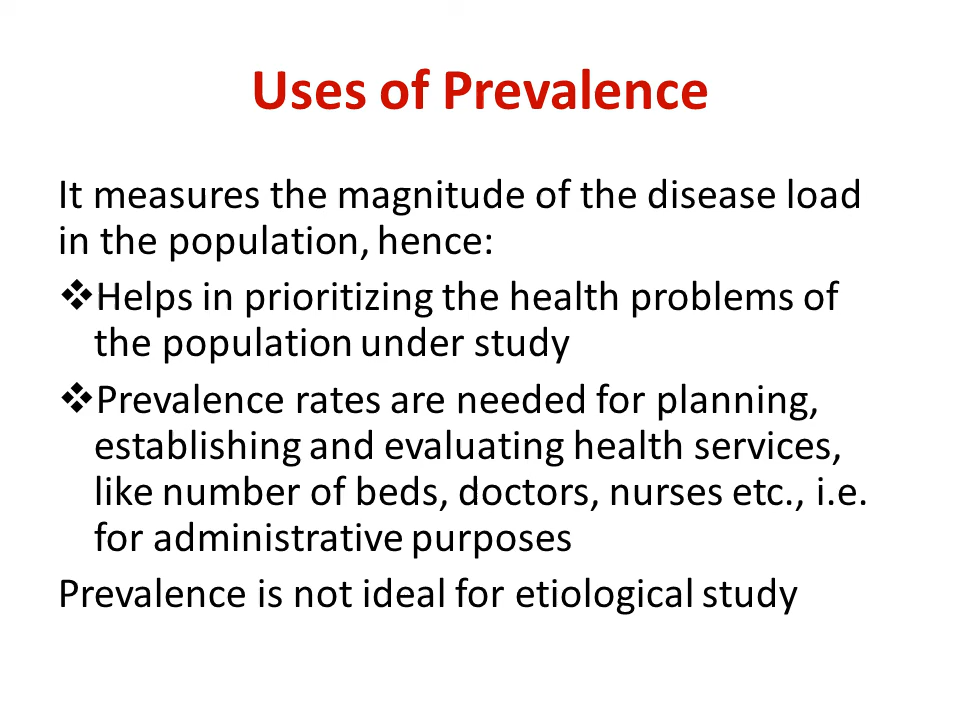 Uses of Prevalence
It measures the magnitude of the disease load
in the population, hence:
❖Helps in prioritizing the health problems of
the population under study
❖Prevalence rates are needed for planning,
establishing and evaluating health services,
like number of beds, doctors, nurses etc., i.e.
for administrative purposes
Prevalence is not ideal for etiological study